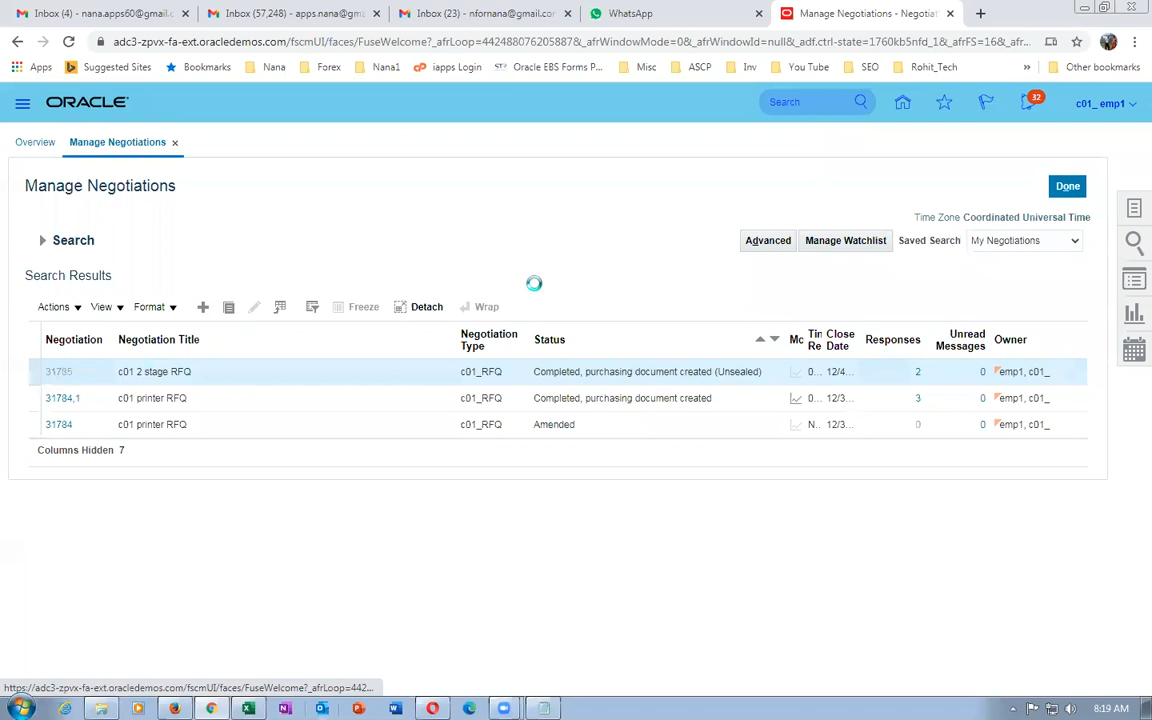 Inbox (4) - nana.apps60@gmail.c
Inbox (57,248) - apps.nana@gm
Inbox (23) - nfornana@gmail.con
WhatsApp
Manage Negotiations - Negotiat
adc3-zpvx-fa-ext.oracledemos.com/fscmUI/faces/FuseWelcome?_afrLoop=442488076205887&_afrWindowMode=0&_afrWindowId=null&_adf.ctrl-state=1760kb5nfd_1&_afrFS=16&_afr...
Apps
Suggested Sites
Bookmarks
Nana
Forex
Nana1
iapps Login
Oracle EBS Forms P...
Misc
ASCP
Inv
You Tube
SEO
Rohit_Tech
»
Other bookmarks
ORACLE
Search
32
c01_ emp1
Overview
Manage Negotiations
Manage Negotiations
Done
Time Zone Coordinated Universal Time
Search
Advanced
Manage Watchlist
Saved Search
My Negotiations
Search Results
Actions
View
Format
Freeze
Detach
Wrap
Negotiation
Negotiation Title
Negotiation Type
Status
Mc
Tin Re
Close Date
Responses
Unread Messages
Owner
31785 c01 2 stage RFQ c01_RFQ Completed, purchasing document created (Unsealed) 0... 12/4... 2 0 emp1, c01_
31784,1 c01 printer RFQ c01_RFQ Completed, purchasing document created 0... 12/3... 3 0 emp1, c01_
31784 c01 printer RFQ c01_RFQ Amended N.. 12/3... 0 0 emp1, c01_
Columns Hidden 7
https://adc3-zpvx-fa-ext.oracledemos.com/fscmUI/faces/FuseWelcome?_afrLoop=442...
8:19 AM